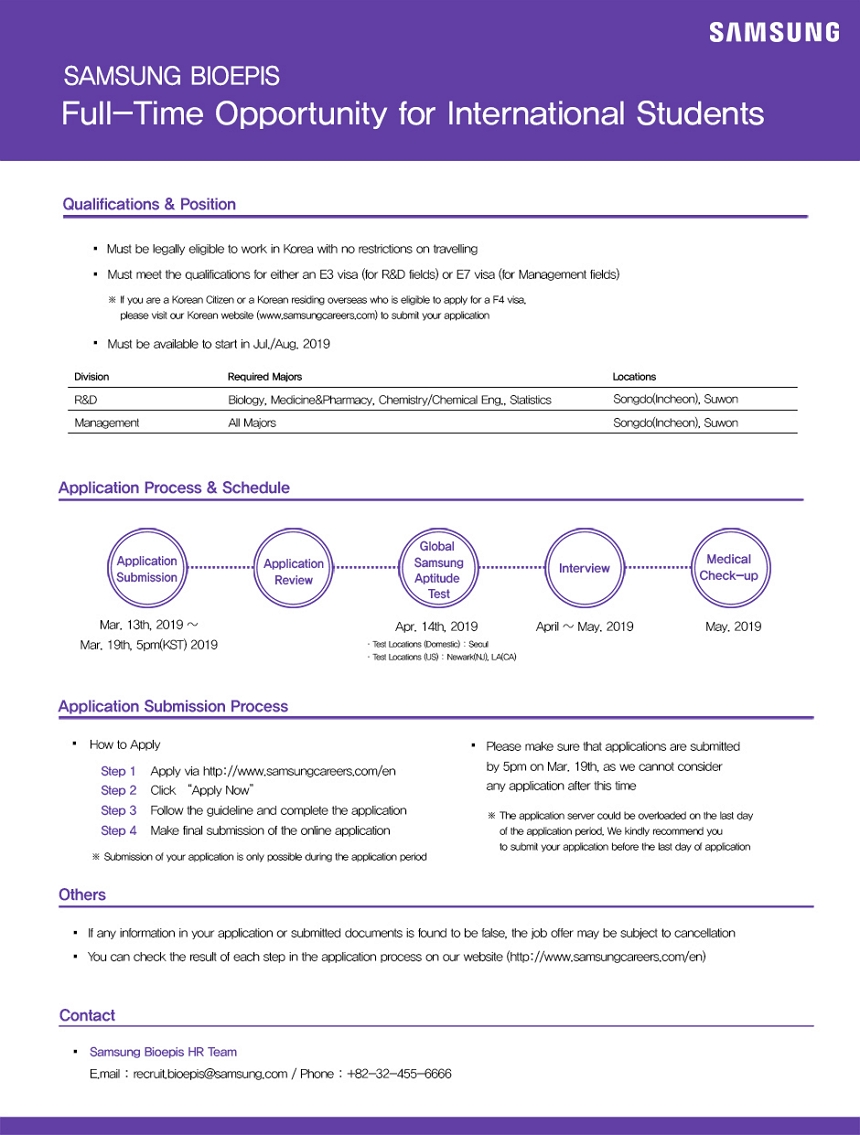 SAMSUNG
SAMSUNG BIOEPIS
Full-Time Opportunity for International Students
Qualifications & Position
▪ Must be legally eligible to work in Korea with no restrictions on travelling
▪ Must meet the qualifications for either an E3 visa (for R&D fields) or E7 visa (for Management fields)
※ If you are a Korean Citizen or a Korean residing overseas who is eligible to apply for a F4 visa,
please visit our Korean website (www.samsungcareers.com) to submit your application
▪ Must be available to start in Jul./Aug. 2019
Division Required Majors Locations
R&D Biology, Medicine&Pharmacy, Chemistry/Chemical Eng., Statistics Songdo(Incheon), Suwon
Management All Majors Songdo(Incheon), Suwon
Application Process & Schedule
Application
Submission
Application
Review
Global
Samsung
Aptitude
Test
Interview
Medical
Check-up
Mar. 13th, 2019 ~
Mar. 19th, 5pm(KST) 2019
Apr. 14th, 2019
· Test Locations (Domestic) : Seoul
· Test Locations (US) : Newark(NJ), LA(CA)
April ~ May. 2019
May. 2019
Application Submission Process
▪ How to Apply
Step 1 Apply via http://www.samsungcareers.com/en
Step 2 Click "Apply Now"
Step 3 Follow the guideline and complete the application
Step 4 Make final submission of the online application
※ Submission of your application is only possible during the application period
▪ Please make sure that applications are submitted
by 5pm on Mar. 19th, as we cannot consider
any application after this time
※ The application server could be overloaded on the last day
of the application period. We kindly recommend you
to submit your application before the last day of application
Others
▪ If any information in your application or submitted documents is found to be false, the job offer may be subject to cancellation
▪ You can check the result of each step in the application process on our website (http://www.samsungcareers.com/en)
Contact
▪ Samsung Bioepis HR Team
E.mail : recruit.bioepis@samsung.com / Phone : +82-32-455-6666